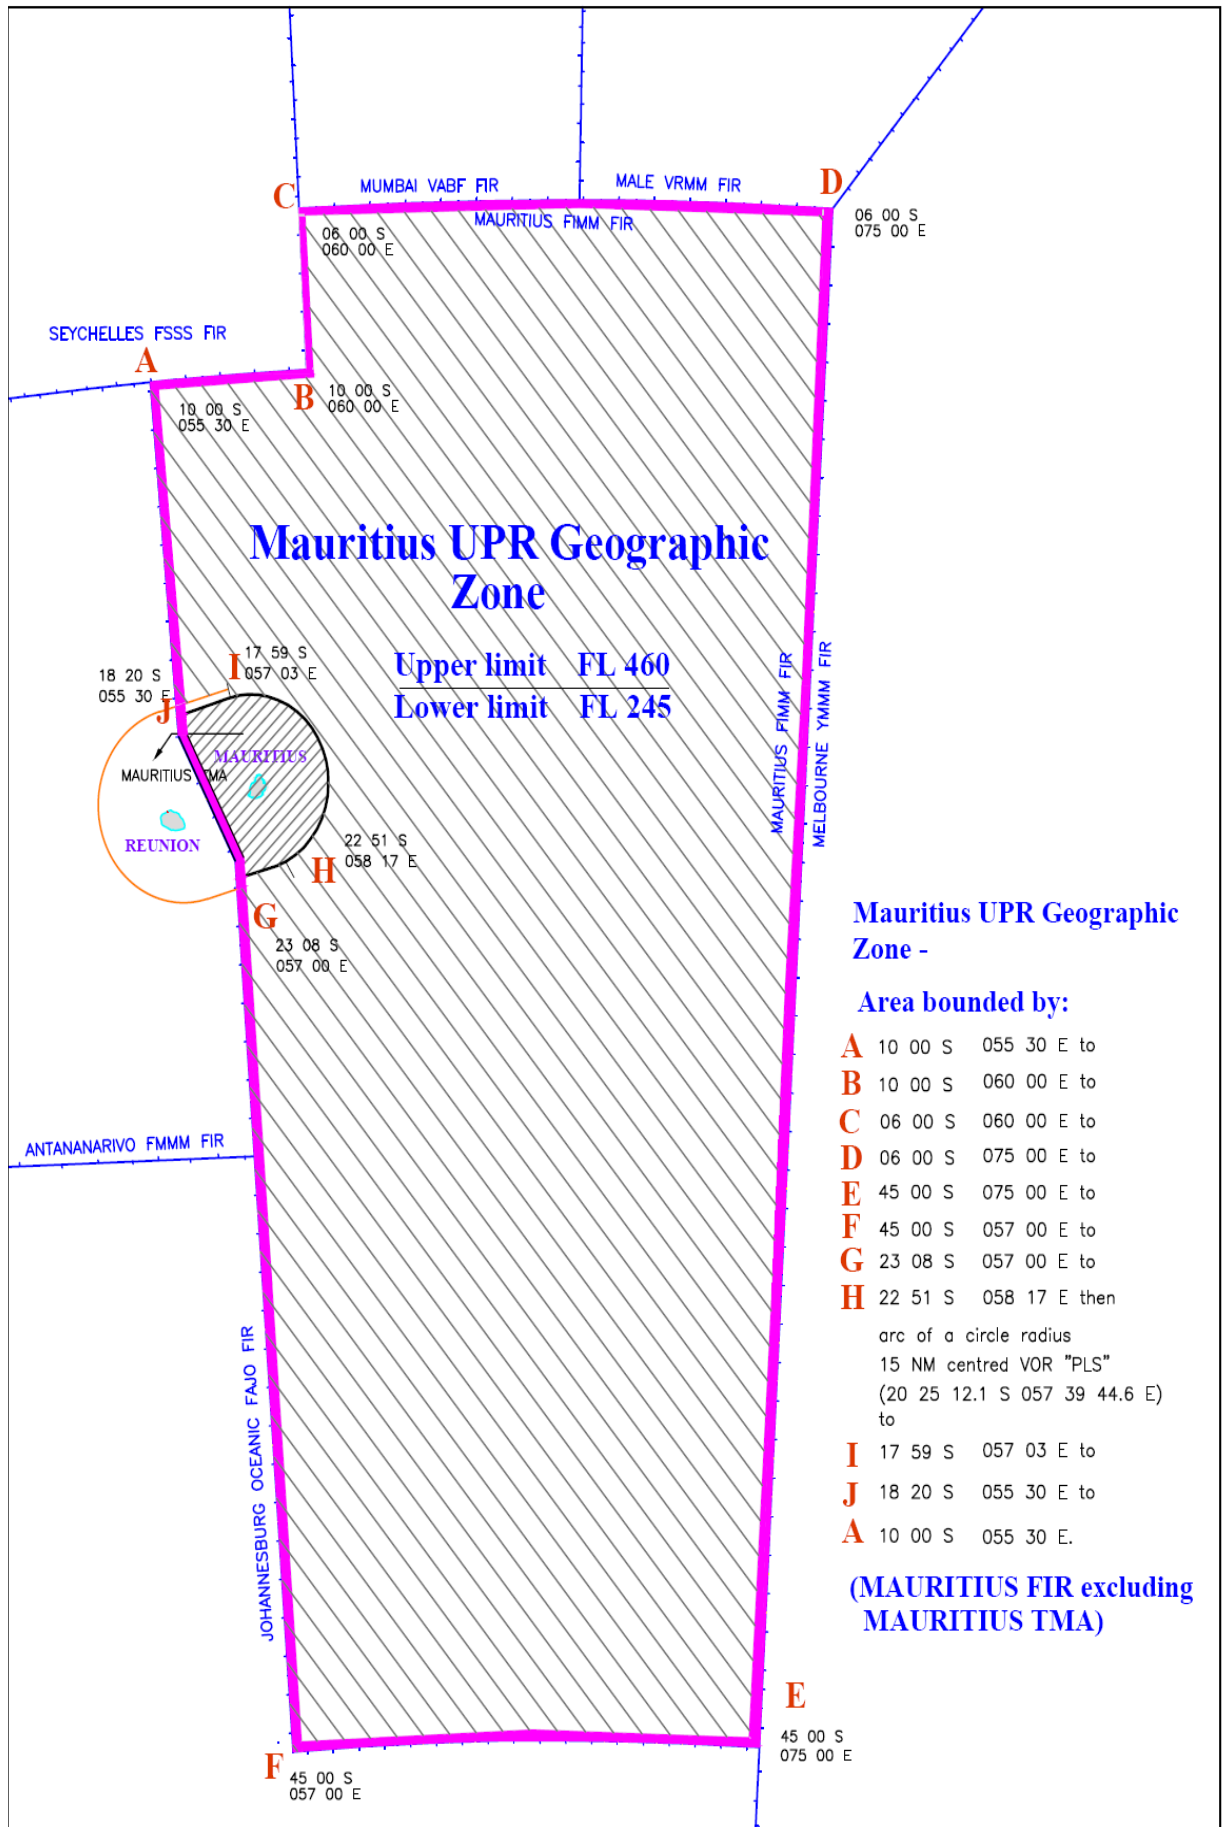 MUMBAI VABF FIR
MALE VRMM FIR
C
D
MAURITIUS FIMM FIR
06 00 S
060 00 E
06 00 S
075 00 E
SEYCHELLES FSSS FIR
A
B
10 00 S
060 00 E
10 00 S
055 30 E
Mauritius UPR Geographic
Zone
Upper limit FL 460
Lower limit FL 245
I
17 59 S
057 03 E
18 20 S
055 30 E
J
MAURITIUS
MAURITIUS TMA
REUNION
MAURITIUS FIMM FIR
MELBOURNE YMMM FIR
H
22 51 S
058 17 E
G
23 08 S
057 00 E
ANTANANARIVO FMMM FIR
JOHANNESBURG OCEANIC FAJO FIR
Mauritius UPR Geographic
Zone -
Area bounded by:
A 10 00 S 055 30 E to
B 10 00 S 060 00 E to
C 06 00 S 060 00 E to
D 06 00 S 075 00 E to
E 45 00 S 075 00 E to
F 45 00 S 057 00 E to
G 23 08 S 057 00 E to
H 22 51 S 058 17 E then
arc of a circle radius
15 NM centred VOR "PLS"
(20 25 12.1 S 057 39 44.6 E)
to
I 17 59 S 057 03 E to
J 18 20 S 055 30 E to
A 10 00 S 055 30 E.
(MAURITIUS FIR excluding
MAURITIUS TMA)
E
45 00 S
075 00 E
F
45 00 S
057 00 E